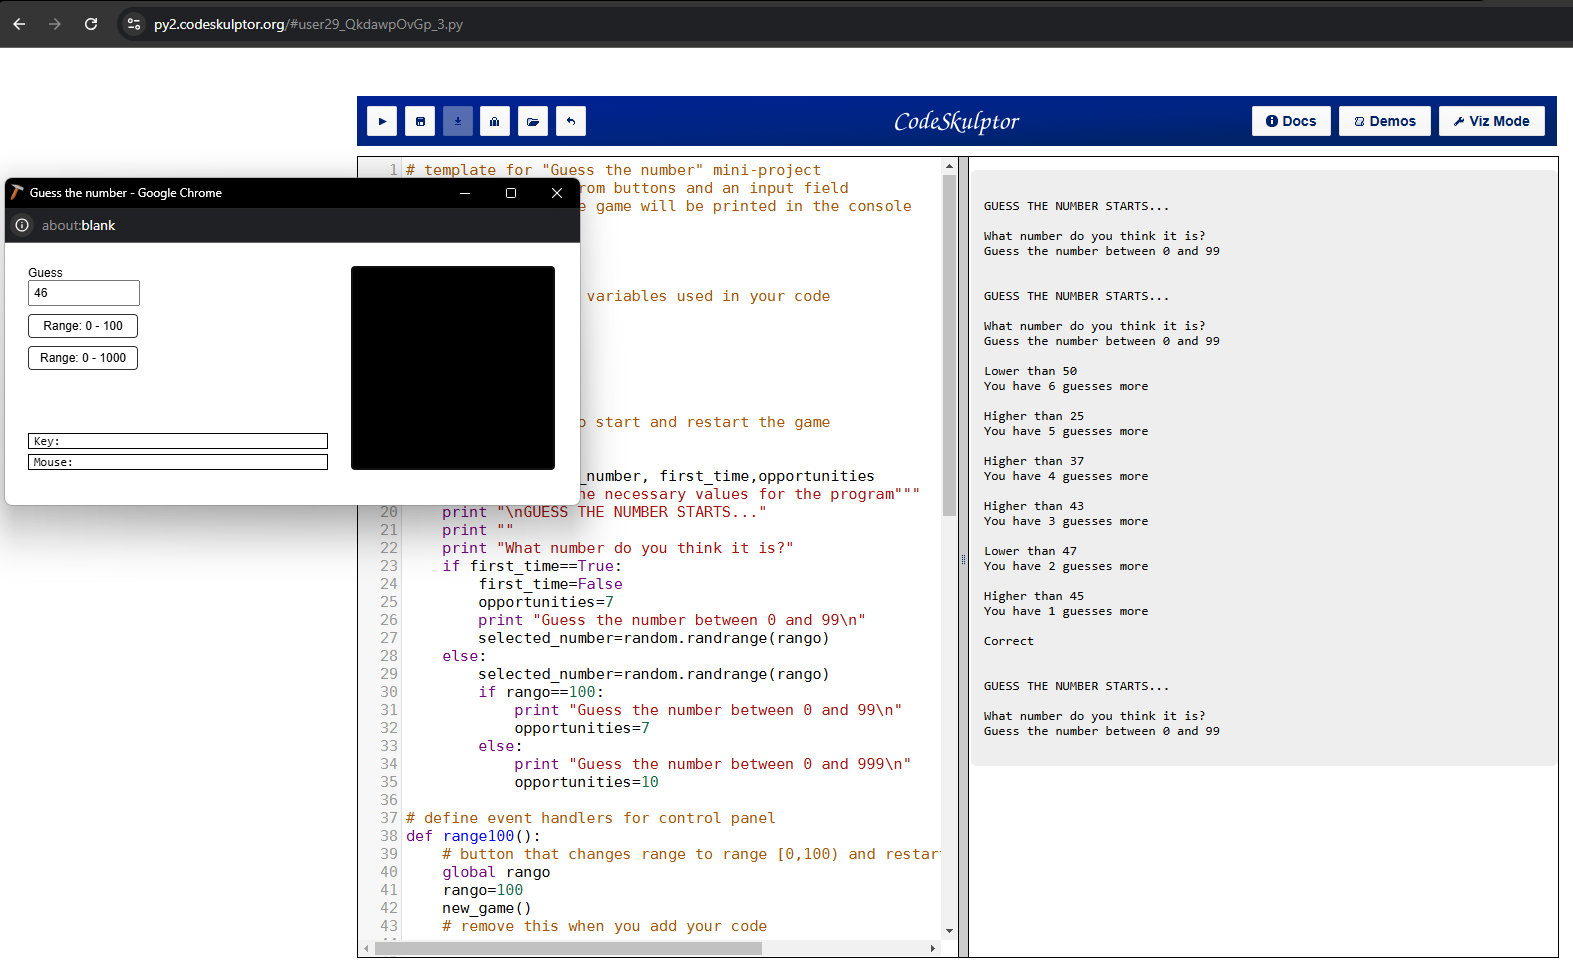 py2.codeskulptor.org/#user29_QkdawpOvGp_3.py
CodeSkulptor
Docs
Demos
Viz Mode
Guess the number - Google Chrome
about:blank
Guess
46
Range: 0 - 100
Range: 0 - 1000
Key:
Mouse:
1 # template for "Guess the number" mini-project
rom buttons and an input field
e game will be printed in the console
variables used in your code
o start and restart the game
_number, first_time,opportunities
ne necessary values for the program"""
20 print "\nGUESS THE NUMBER STARTS..."
21 print ""
22 print "What number do you think it is?"
23 if first_time==True:
24 first_time=False
25 opportunities=7
26 print "Guess the number between 0 and 99\n"
27 selected_number=random.randrange(rango)
28 else:
29 selected_number=random.randrange(rango)
30 if rango==100:
31 print "Guess the number between 0 and 99\n"
32 opportunities=7
33 else:
34 print "Guess the number between 0 and 999\n"
35 opportunities=10
36
37 # define event handlers for control panel
38 def range100():
39 # button that changes range to range [0,100) and restar
40 global rango
41 rango=100
42 new_game()
43 # remove this when you add your code
GUESS THE NUMBER STARTS...
What number do you think it is?
Guess the number between 0 and 99
GUESS THE NUMBER STARTS...
What number do you think it is?
Guess the number between 0 and 99
Lower than 50
You have 6 guesses more
Higher than 25
You have 5 guesses more
Higher than 37
You have 4 guesses more
Higher than 43
You have 3 guesses more
Lower than 47
You have 2 guesses more
Higher than 45
You have 1 guesses more
Correct
GUESS THE NUMBER STARTS...
What number do you think it is?
Guess the number between 0 and 99